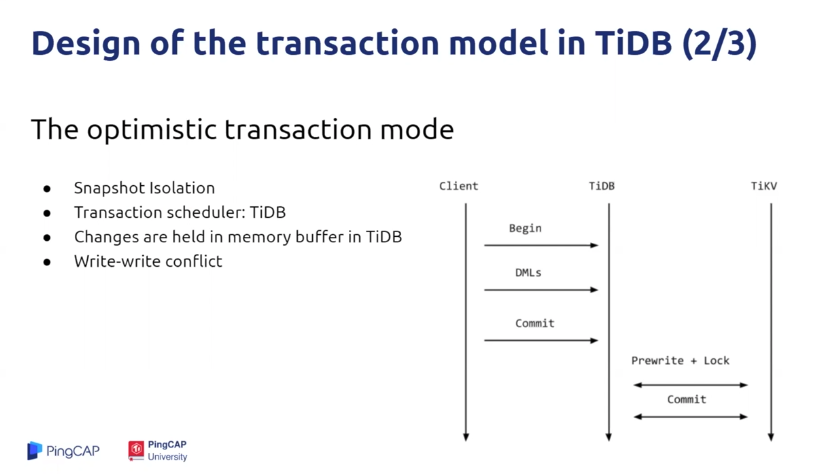 Design of the transaction model in TiDB (2/3)
The optimistic transaction mode
● Snapshot Isolation
● Transaction scheduler: TiDB
● Changes are held in memory buffer in TiDB
● Write-write conflict
Client
TiDB
TiKV
Begin
DMLs
Commit
Prewrite + Lock
Commit
PingCAP
PingCAP
University